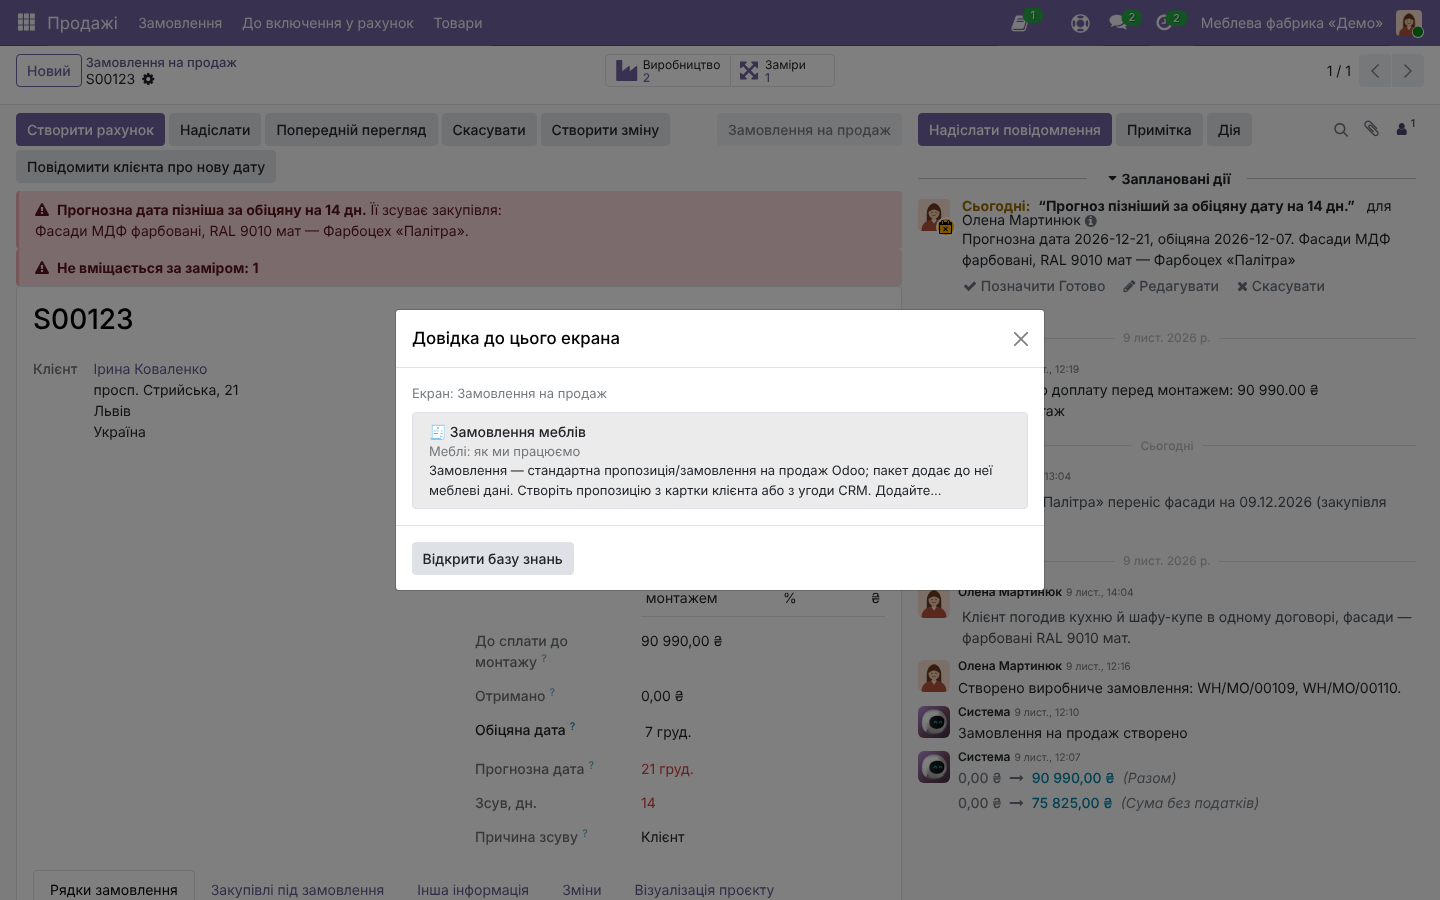 Продажі Замовлення До включення у рахунок Товари 1 2 2 Меблева фабрика «Демо»
Новий Замовлення на продаж
S00123
Виробництво 2 Заміри 1
1 / 1
Створити рахунок Надіслати Попередній перегляд Скасувати Створити зміну Замовлення на продаж
Повідомити клієнта про нову дату
Надіслати повідомлення Примітка Дія 1
Прогнозна дата пізніша за обіцяну на 14 дн. Її зсуває закупівля:
Фасади МДФ фарбовані, RAL 9010 мат — Фарбоцех «Палітра».
Не вміщається за заміром: 1
S00123
Клієнт Ірина Коваленко
просп. Стрийська, 21
Львів
Україна
Довідка до цього екрана
Екран: Замовлення на продаж
Замовлення меблів
Меблі: як ми працюємо
Замовлення — стандартна пропозиція/замовлення на продаж Odoo; пакет додає до неї
меблеві дані. Створіть пропозицію з картки клієнта або з угоди CRM. Додайте...
Відкрити базу знань
монтажем % ₴
До сплати до
монтажу ? 90 990,00 ₴
Отримано ? 0,00 ₴
Обіцяна дата ? 7 груд.
Прогнозна дата ? 21 груд.
Зсув, дн. 14
Причина зсуву ? Клієнт
Рядки замовлення Закупівлі під замовлення Інша інформація Зміни Візуалізація проєкту
Заплановані дії
Сьогодні: “Прогноз пізніший за обіцяну дату на 14 дн.” для
Олена Мартинюк
Прогнозна дата 2026-12-21, обіцяна 2026-12-07. Фасади МДФ
фарбовані, RAL 9010 мат — Фарбоцех «Палітра»
Позначити Готово Редагувати Скасувати
9 лист. 2026 р.
12:19
доплату перед монтажем: 90 990.00 ₴
Сьогодні
13:04
Палітра» переніс фасади на 09.12.2026 (закупівля
9 лист. 2026 р.
Олена Мартинюк 9 лист., 14:04
Клієнт погодив кухню й шафу-купе в одному договорі, фасади —
фарбовані RAL 9010 мат.
Олена Мартинюк 9 лист., 12:16
Створено виробниче замовлення: WH/MO/00109, WH/MO/00110.
Система 9 лист., 12:10
Замовлення на продаж створено
Система 9 лист., 12:07
0,00 ₴ → 90 990,00 ₴ (Разом)
0,00 ₴ → 75 825,00 ₴ (Сума без податків)